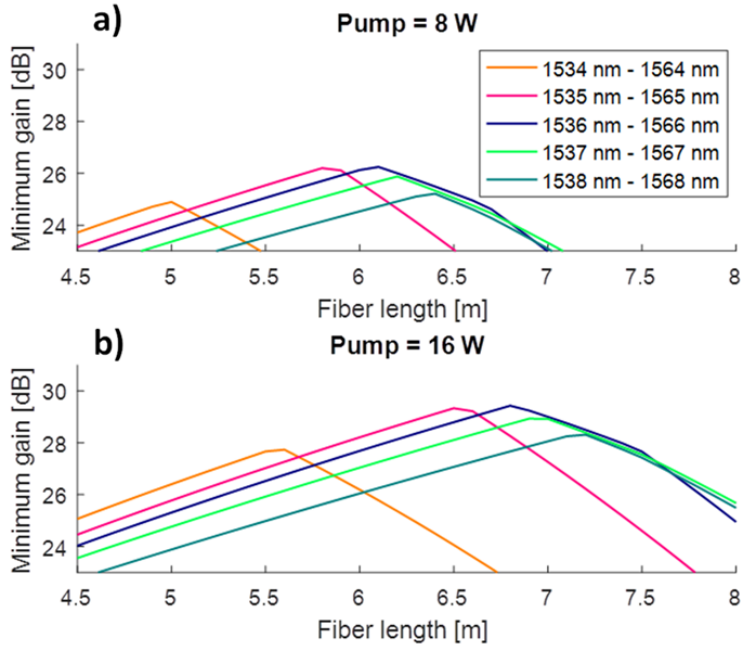 a)
Pump = 8 W
Minimum gain [dB]
30
28
26
24
1534 nm - 1564 nm
1535 nm - 1565 nm
1536 nm - 1566 nm
1537 nm - 1567 nm
1538 nm - 1568 nm
4.5 5 5.5 6 6.5 7 7.5 8
Fiber length [m]
b)
Pump = 16 W
Minimum gain [dB]
30
28
26
24
4.5 5 5.5 6 6.5 7 7.5 8
Fiber length [m]